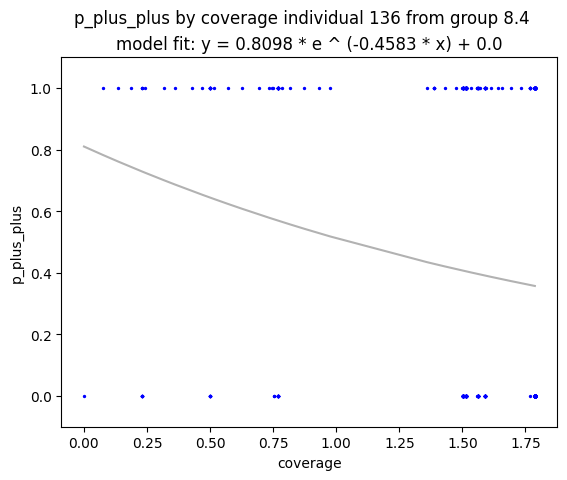 p_plus_plus by coverage individual 136 from group 8.4
model fit: y = 0.8098 * e ^ (-0.4583 * x) + 0.0
1.0
0.8
0.6
0.4
0.2
0.0
p_plus_plus
0.00 0.25 0.50 0.75 1.00 1.25 1.50 1.75
coverage